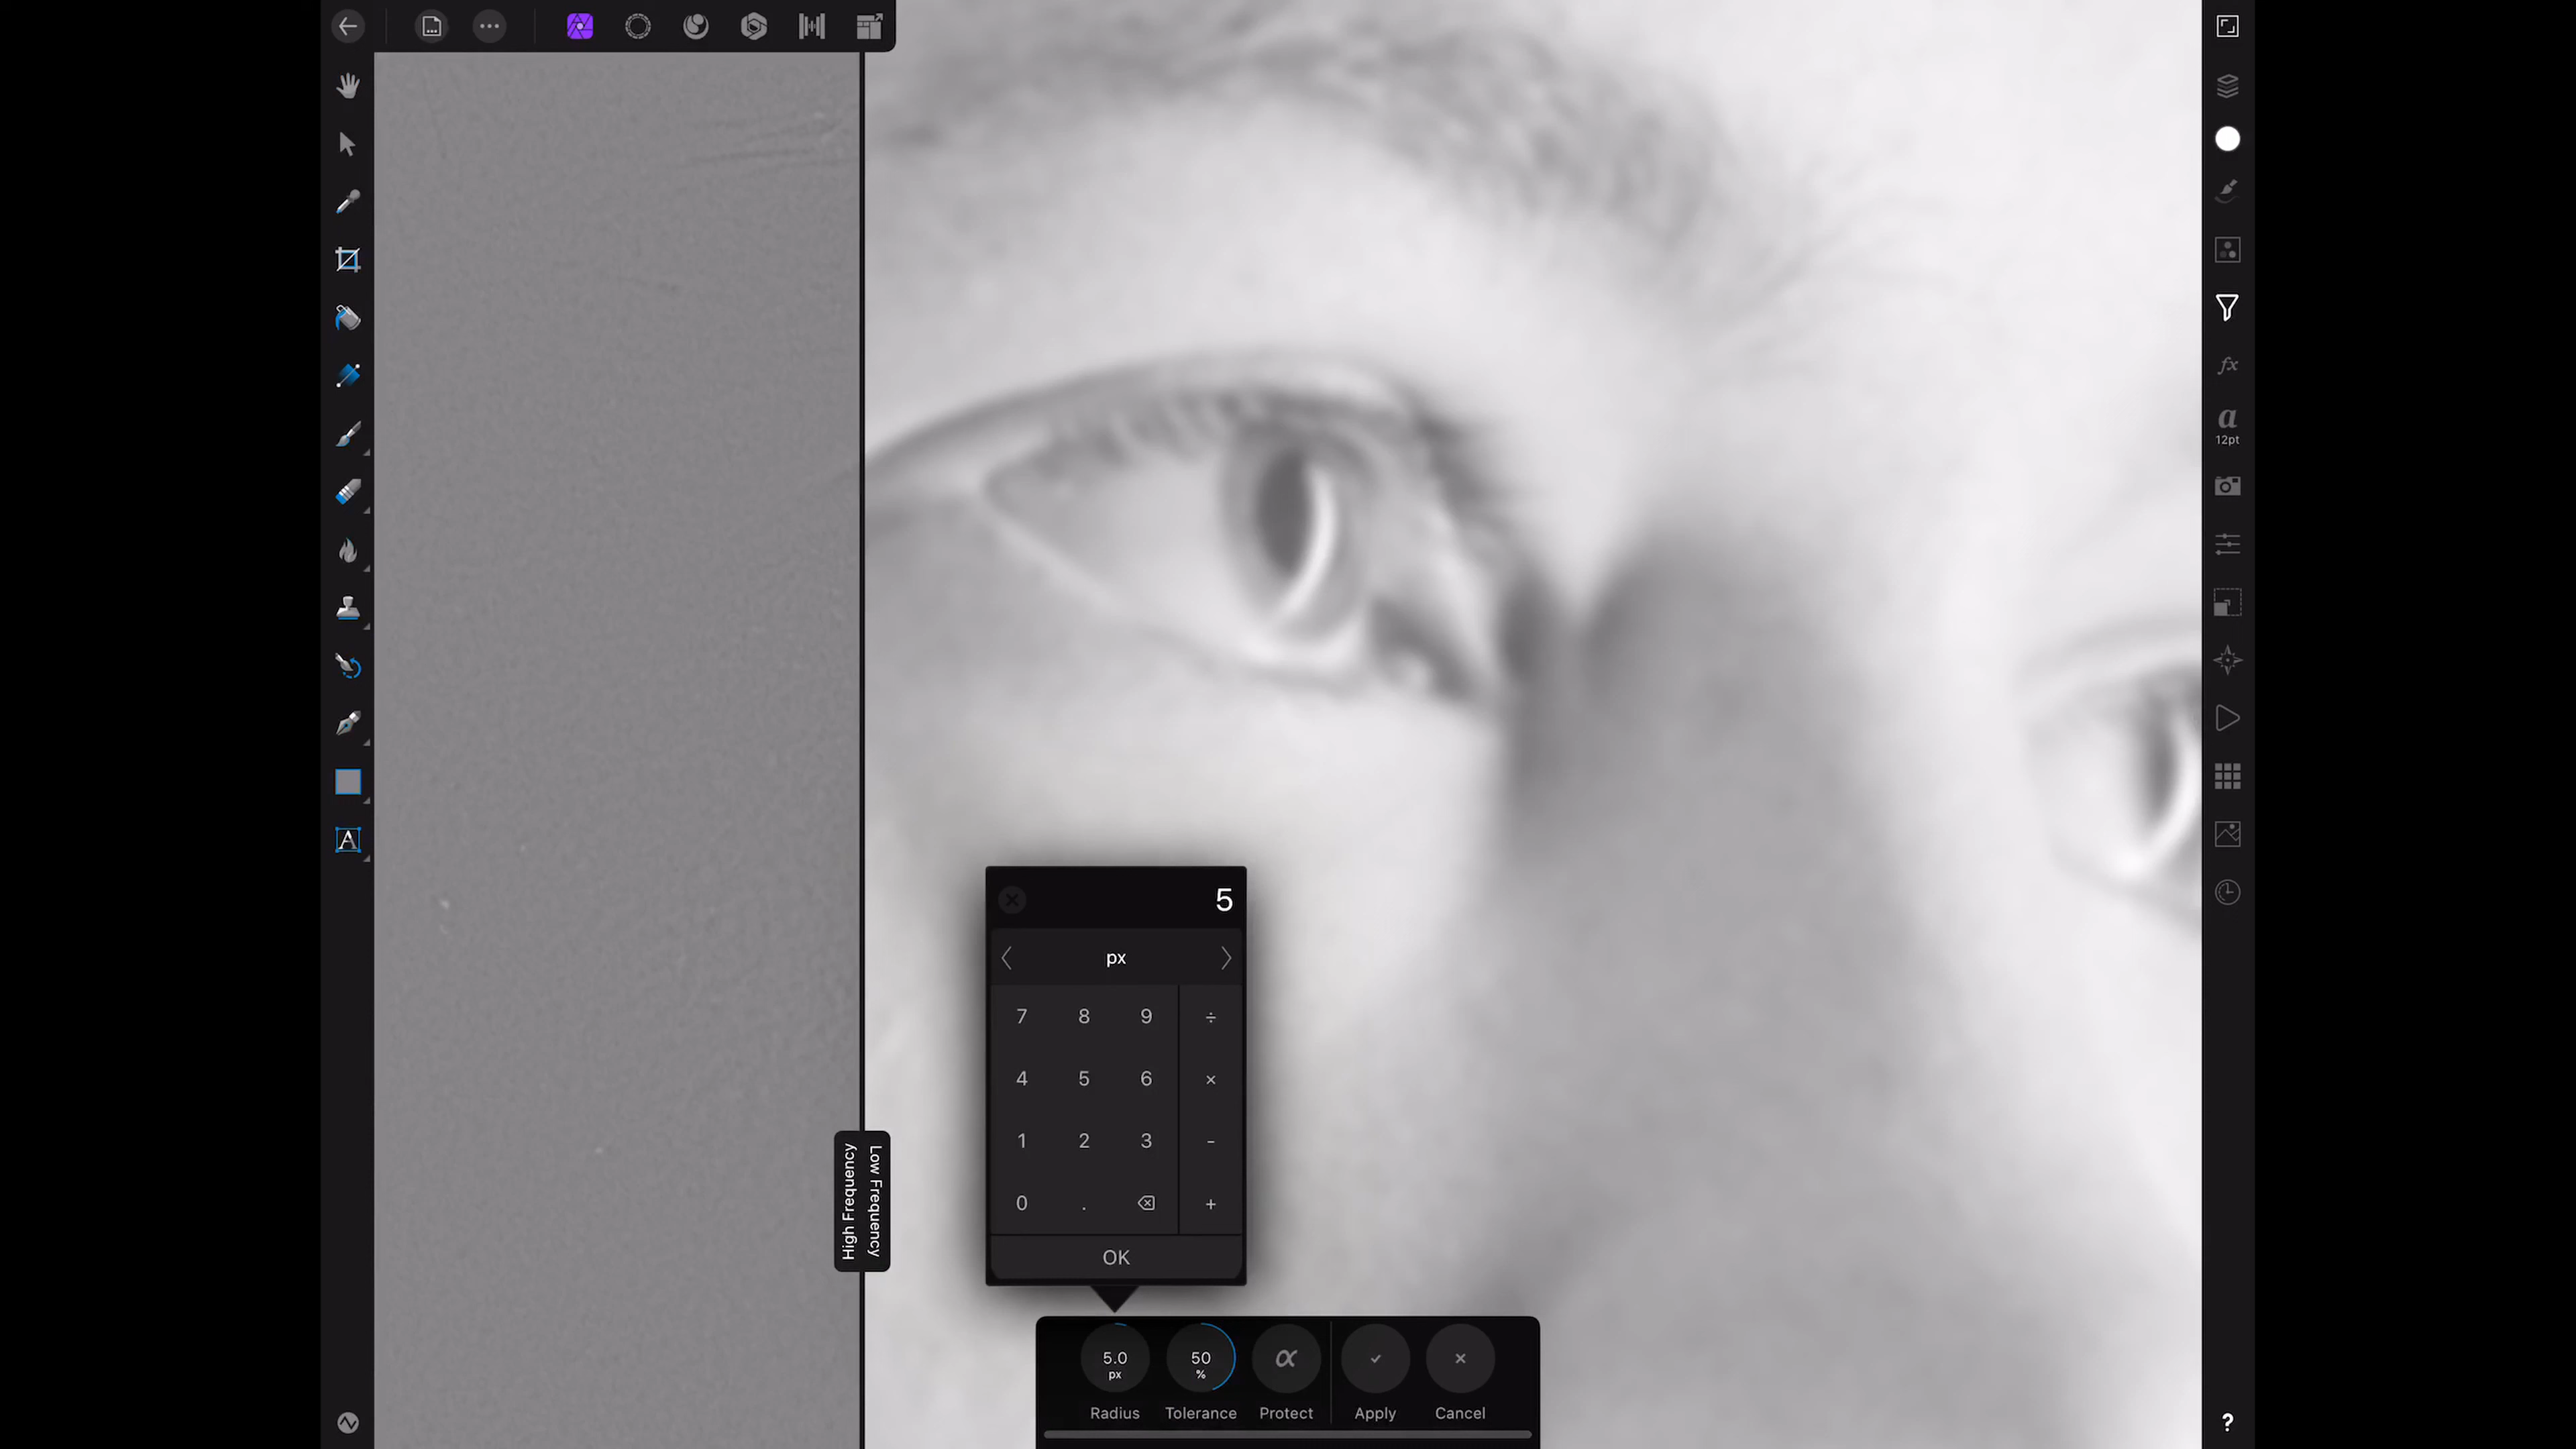 a
12pt
5
px
7 8 9 ÷
4 5 6 ×
1 2 3 -
0 . +
OK
High Frequency
Low Frequency
5.0
px
50
%
α
Radius
Tolerance
Protect
Apply
Cancel
fx
A
?